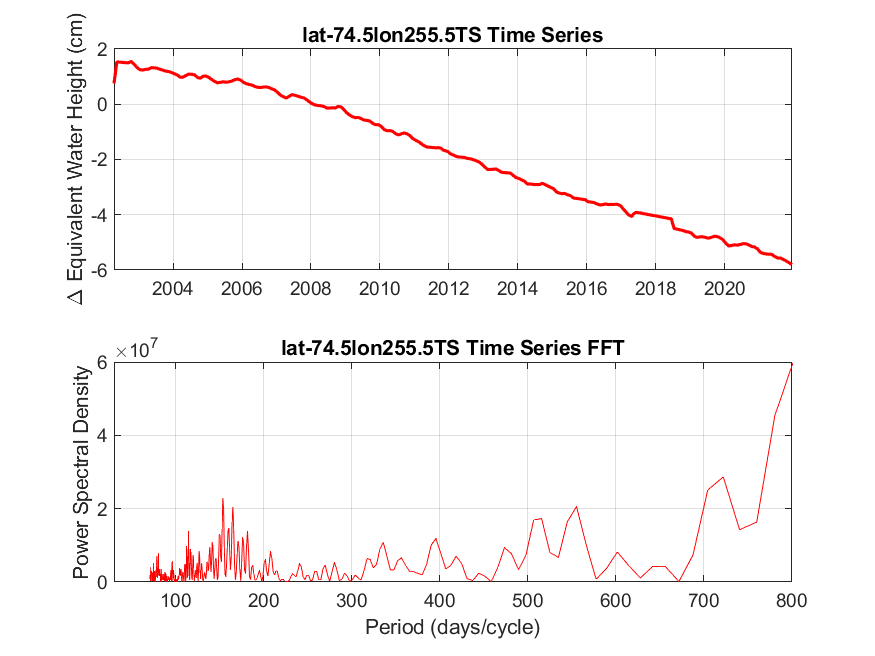 lat-74.5lon255.5TS Time Series
Δ Equivalent Water Height (cm)
2
0
-2
-4
-6
2004 2006 2008 2010 2012 2014 2016 2018 2020
lat-74.5lon255.5TS Time Series FFT
×10⁷
Power Spectral Density
6
4
2
0
100 200 300 400 500 600 700 800
Period (days/cycle)